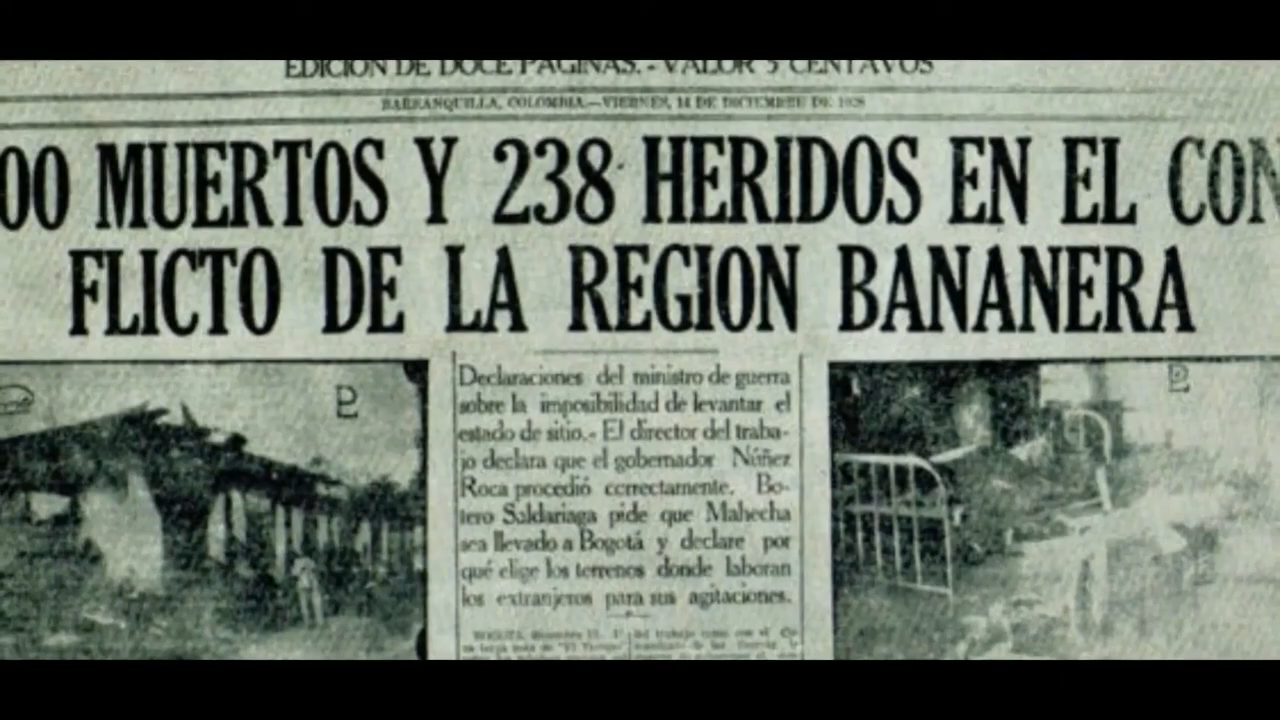 EDICION DE DOCE PAGINAS. - VALOR 5 CENTAVOS
BARRANQUILLA, COLOMBIA.—VIERNES, 14 DE DICIEMBRE DE 1928
00 MUERTOS Y 238 HERIDOS EN EL CON
FLICTO DE LA REGION BANANERA
Declaraciones del ministro de guerra
sobre la imposibilidad de levantar el
estado de sitio.- El director del traba-
jo declara que el gobernador Núñez
Roca procedió correctamente. Bo-
tero Saldariaga pide que Mahecha
sea llevado a Bogotá y declare por
qué elige los terrenos donde laboran
los extranjeros para sus agitaciones.
BOGOTA, diciembre